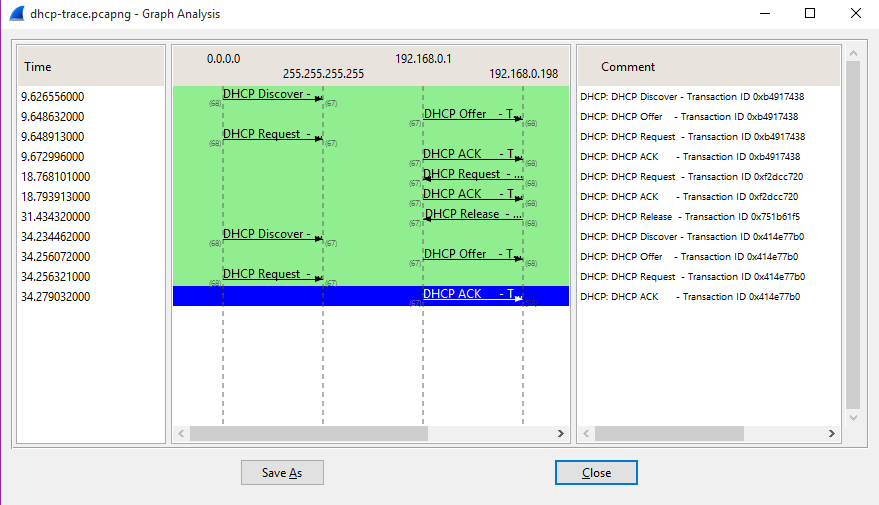 dhcp-trace.pcapng - Graph Analysis
Time
0.0.0.0
255.255.255.255
192.168.0.1
192.168.0.198
Comment
9.626556000 DHCP Discover - (68) (67) DHCP: DHCP Discover - Transaction ID 0xb4917438
9.648632000 DHCP Offer - T... (67) (68) DHCP: DHCP Offer - Transaction ID 0xb4917438
9.648913000 DHCP Request - (68) (67) DHCP: DHCP Request - Transaction ID 0xb4917438
9.672996000 DHCP ACK - T... (67) (68) DHCP: DHCP ACK - Transaction ID 0xb4917438
18.768101000 DHCP Request - ... (67) (68) DHCP: DHCP Request - Transaction ID 0xf2dcc720
18.793913000 DHCP ACK - T... (67) (68) DHCP: DHCP ACK - Transaction ID 0xf2dcc720
31.434320000 DHCP Release - ... (67) (68) DHCP: DHCP Release - Transaction ID 0x751b61f5
34.234462000 DHCP Discover - (68) (67) DHCP: DHCP Discover - Transaction ID 0x414e77b0
34.256072000 DHCP Offer - T... (67) (68) DHCP: DHCP Offer - Transaction ID 0x414e77b0
34.256321000 DHCP Request - (68) (67) DHCP: DHCP Request - Transaction ID 0x414e77b0
34.279032000 DHCP ACK - T... (67) DHCP: DHCP ACK - Transaction ID 0x414e77b0
Save As
Close